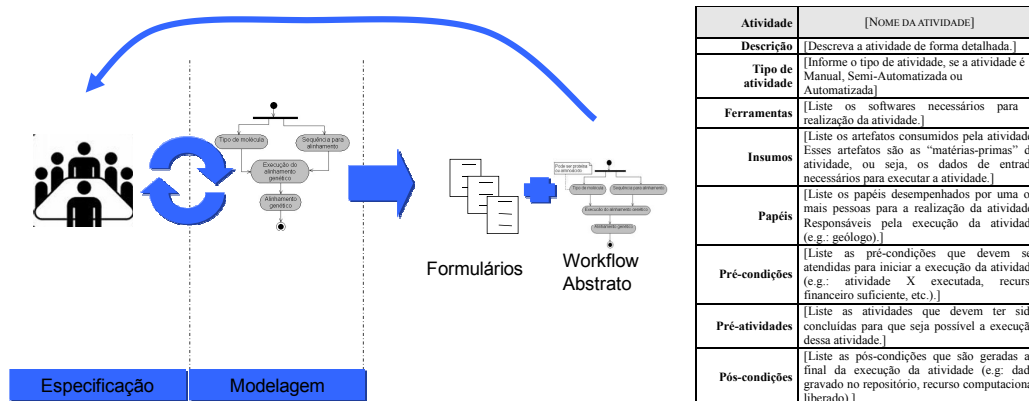 Tipo de molécula
Sequência para
alinhamento
Execução do
alinhamento
genético
Alinhamento
genético
Pode ser proteína
ou aminoácido
Tipo de molécula
Sequência para alinhamento
Execução do alinhamento genético
Alinhamento genético
Formulários
Workflow
Abstrato
Especificação
Modelagem
Atividade [NOME DA ATIVIDADE]
Descrição [Descreva a atividade de forma detalhada.]
Tipo de
atividade
[Informe o tipo de atividade, se a atividade é
Manual, Semi-Automatizada ou
Automatizada]
Ferramentas
[Liste os softwares necessários para
realização da atividade.]
Insumos
[Liste os artefatos consumidos pela atividad
Esses artefatos são as “matérias-primas” d
atividade, ou seja, os dados de entrad
necessários para executar a atividade.]
Papéis
[Liste os papéis desempenhados por uma o
mais pessoas para a realização da atividad
Responsáveis pela execução da atividad
(e.g.: geólogo).]
Pré-condições
[Liste as pré-condições que devem se
atendidas para iniciar a execução da atividad
(e.g.: atividade X executada, recurs
financeiro suficiente, etc.).]
Pré-atividades
[Liste as atividades que devem ter sid
concluídas para que seja possível a execuçã
dessa atividade.]
Pós-condições
[Liste as pós-condições que são geradas a
final da execução da atividade (e.g: dad
gravado no repositório, recurso computaciona
liberado).]